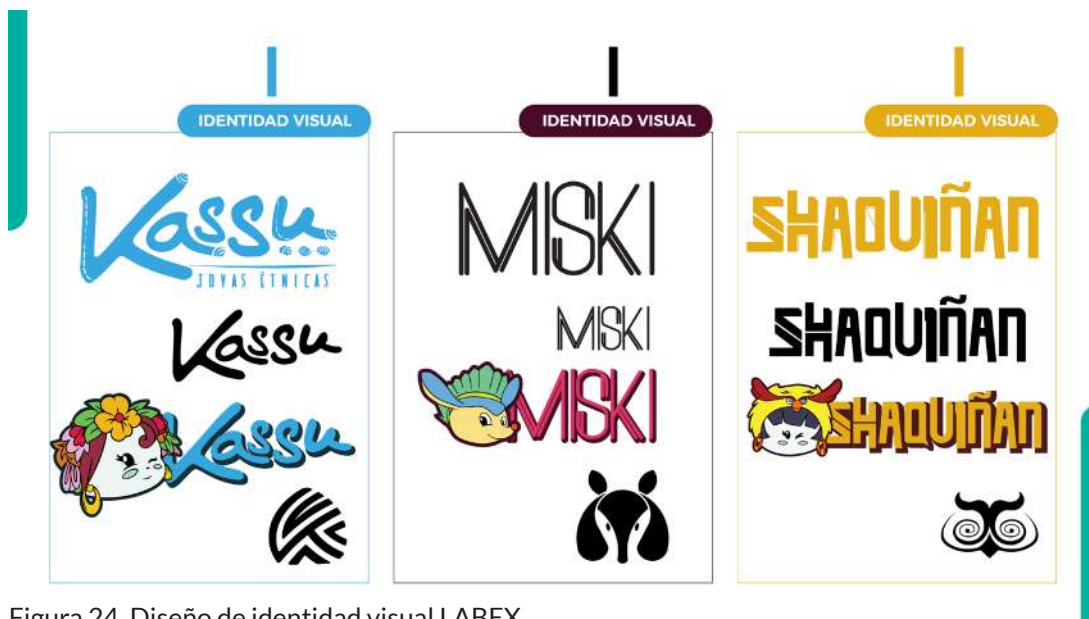 IDENTIDAD VISUAL
Kassu
JOYAS ÉTNICAS
Kassu
Kassu
IDENTIDAD VISUAL
MISKI
MISKI
MISKI
IDENTIDAD VISUAL
SHAQUIÑAN
SHAQUIÑAN
SHAQUIÑAN
Figura 24. Diseño de identidad visual LABEX